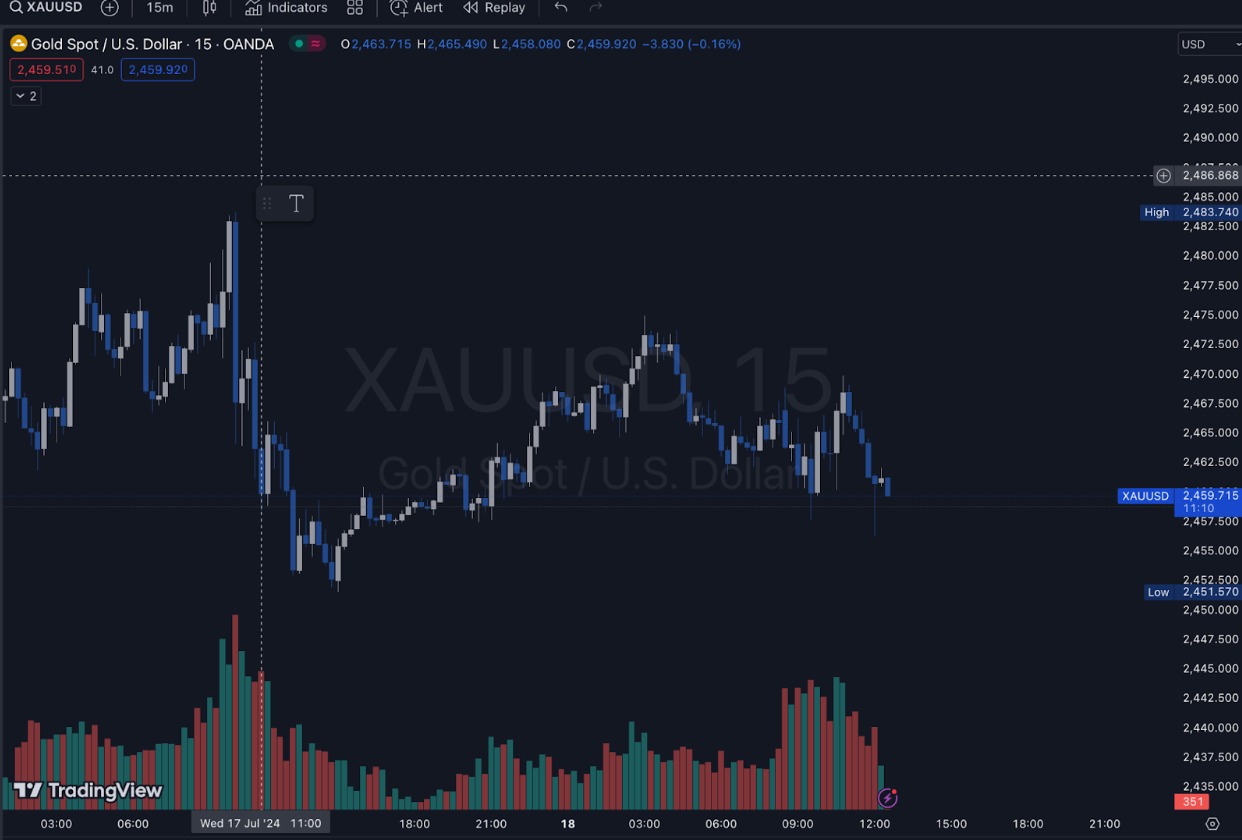 XAUUSD 15m Indicators Alert Replay
Gold Spot / U.S. Dollar · 15 · OANDA O2,463.715 H2,465.490 L2,458.080 C2,459.920 −3.830 (−0.16%) USD
2,459.510 41.0 2,459.920
2
2,495.000
2,492.500
2,490.000
2,486.868
T
2,485.000
High 2,483.740
2,482.500
2,480.000
2,477.500
2,475.000
2,472.500
XAUUSD, 15
2,470.000
2,467.500
2,465.000
2,462.500
Gold Spot / U.S. Dollar
XAUUSD 2,459.715
11:10
2,457.500
2,455.000
2,452.500
Low 2,451.570
2,450.000
2,447.500
2,445.000
2,442.500
2,440.000
2,437.500
2,435.000
TradingView
351
03:00 06:00 Wed 17 Jul '24 11:00 18:00 21:00 18 03:00 06:00 09:00 12:00 15:00 18:00 21:00